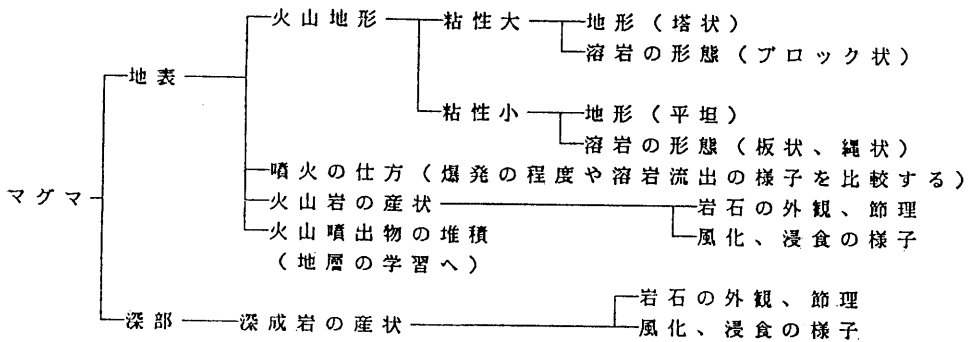 火山地形 粘性大 地形（塔状）
溶岩の形態（ブロック状）
地表
粘性小 地形（平坦）
溶岩の形態（板状、縄状）
噴火の仕方（爆発の程度や溶岩流出の様子を比較する）
マグマ 火山岩の産状 岩石の外観、節理
火山噴出物の堆積 風化、浸食の様子
（地層の学習へ）
岩石の外観、節理
深部 深成岩の産状
風化、浸食の様子